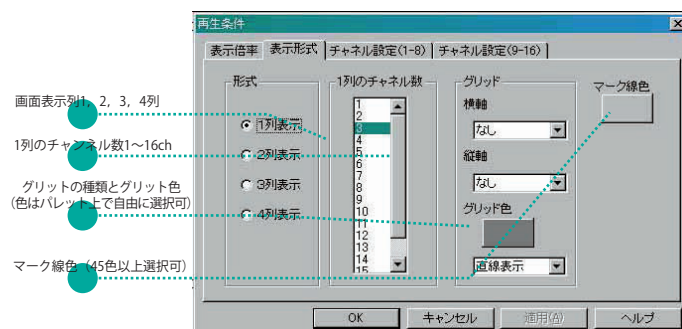 再生条件
表示倍率 表示形式 チャネル設定(1-8) チャネル設定(9-16)
画面表示列1，2，3，4列
1列のチャンネル数1～16ch
グリットの種類とグリット色
(色はパレット上で自由に選択可)
マーク線色（45色以上選択可）
形式
1列表示
2列表示
3列表示
4列表示
1列のチャネル数
1
2
3
4
5
6
7
8
9
10
11
12
13
14
15
グリッド
横軸
なし
縦軸
なし
グリッド色
直線表示
マーク線色
OK キャンセル 適用(A) ヘルプ